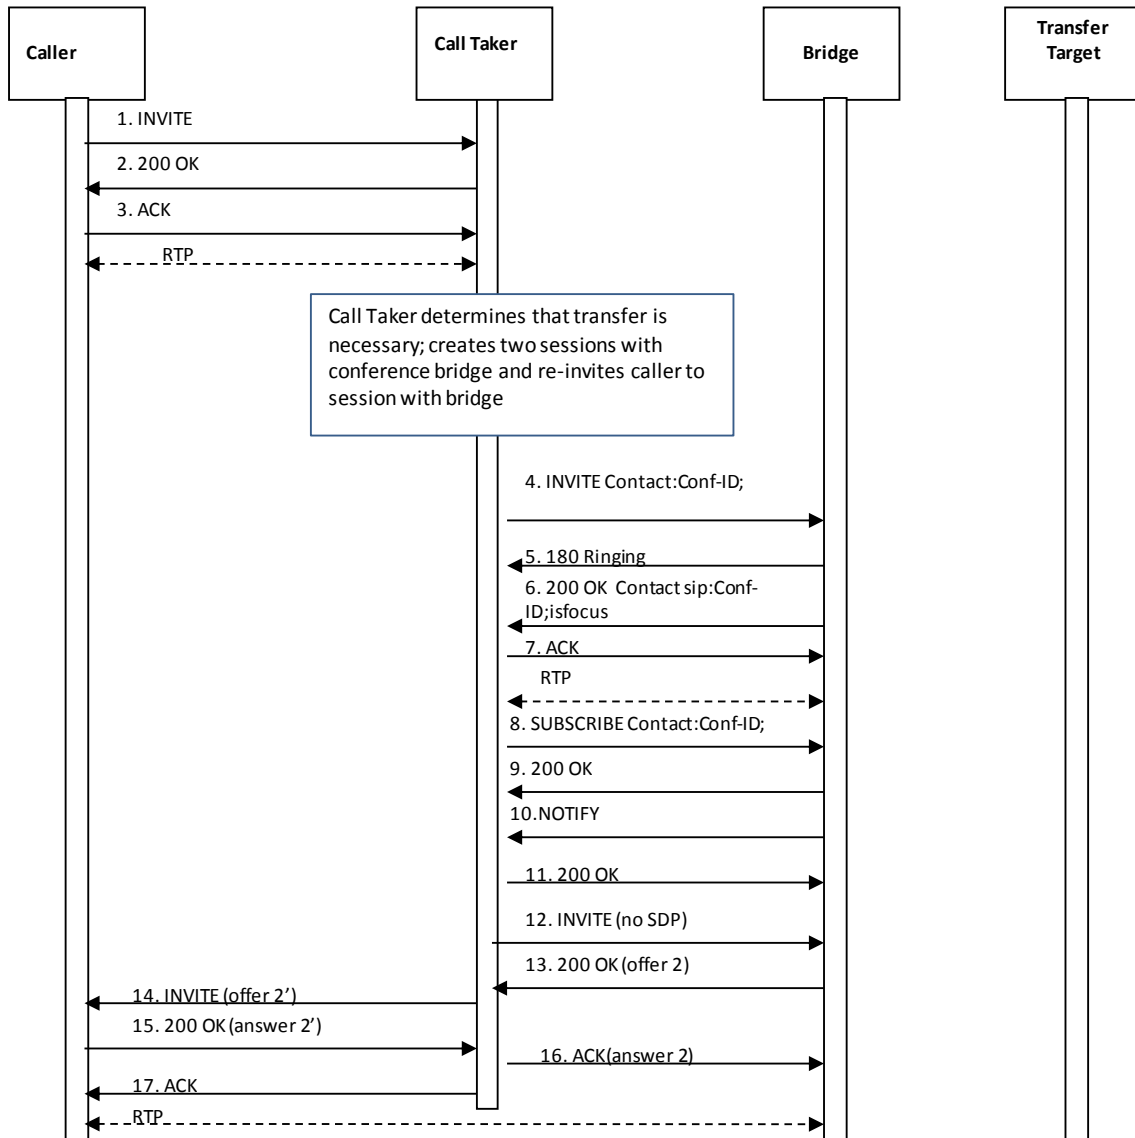 Caller
Call Taker
Bridge
Transfer
Target
1. INVITE
2. 200 OK
3. ACK
RTP
Call Taker determines that transfer is
necessary; creates two sessions with
conference bridge and re-invites caller to
session with bridge
4. INVITE Contact:Conf-ID;
5. 180 Ringing
6. 200 OK Contact sip:Conf-
ID;isfocus
7. ACK
RTP
8. SUBSCRIBE Contact:Conf-ID;
9. 200 OK
10.NOTIFY
11. 200 OK
12. INVITE (no SDP)
13. 200 OK (offer 2)
14. INVITE (offer 2’)
15. 200 OK (answer 2’)
16. ACK(answer 2)
17. ACK
RTP